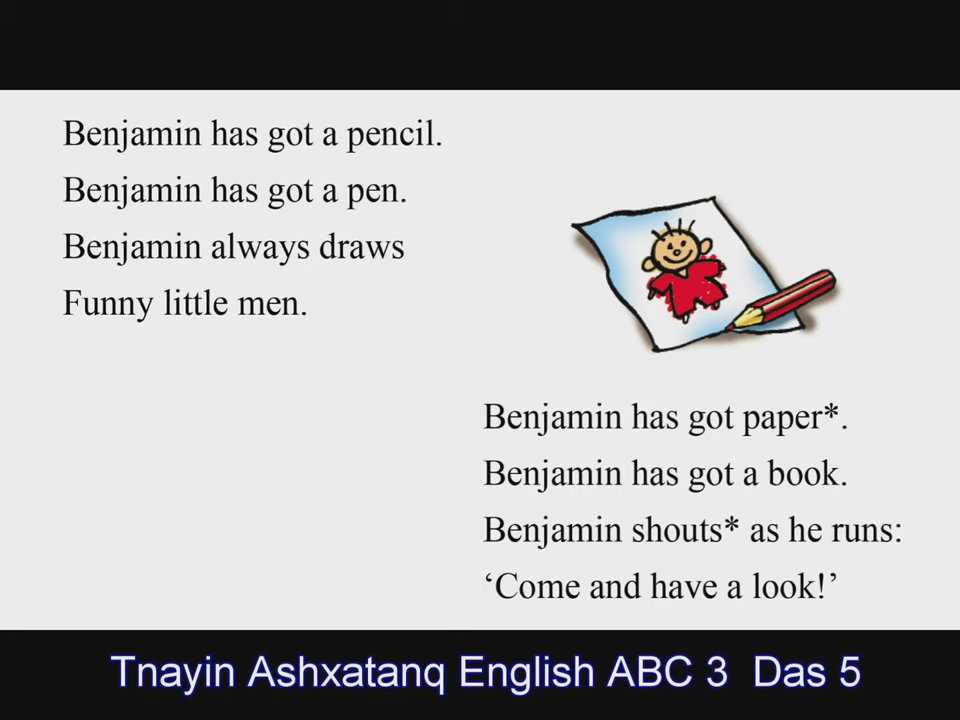 Benjamin has got a pencil.
Benjamin has got a pen.
Benjamin always draws
Funny little men.
Benjamin has got paper*.
Benjamin has got a book.
Benjamin shouts* as he runs:
‘Come and have a look!’
Tnayin Ashxatanq English ABC 3 Das 5